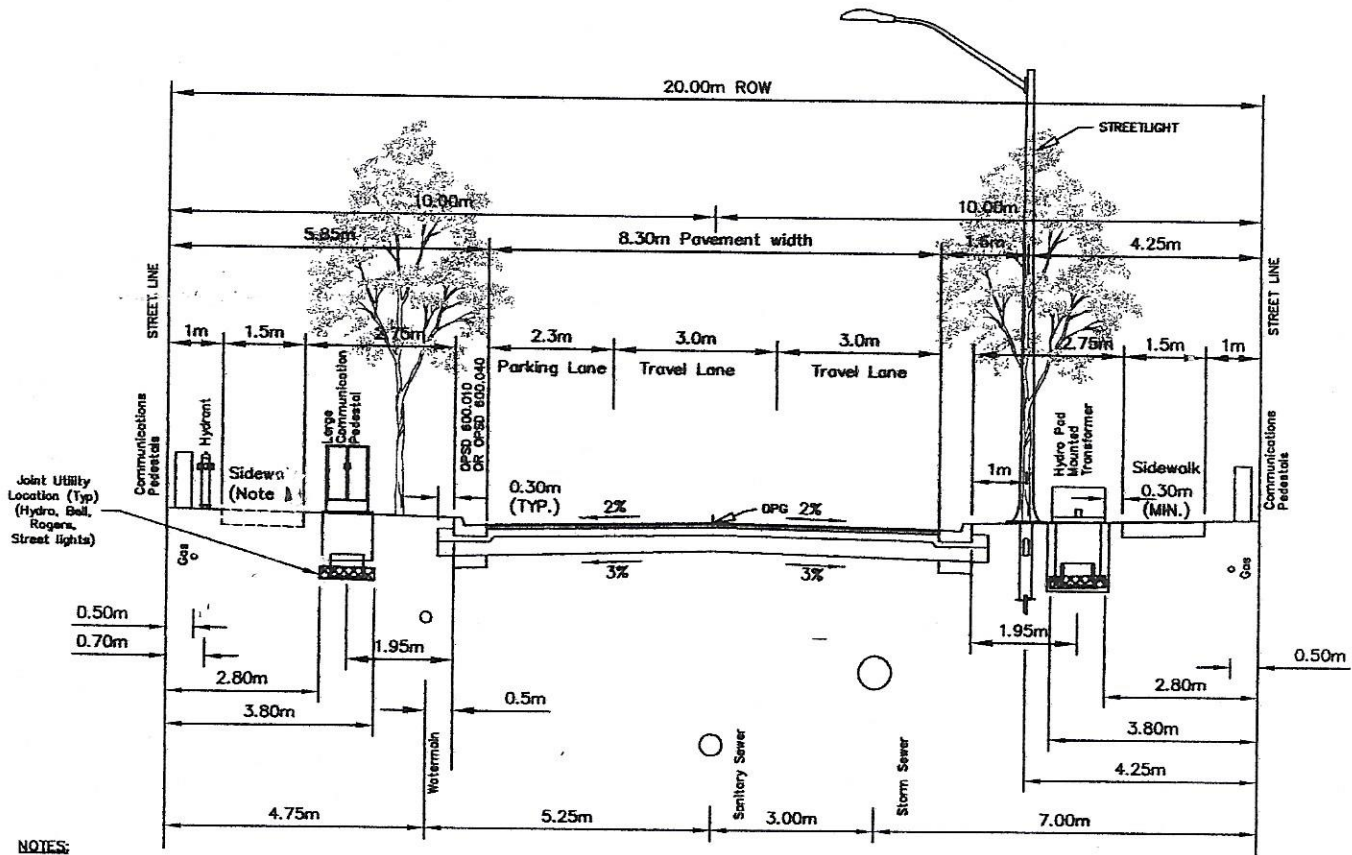 20.00m ROW
STREETLIGHT
10.00m
10.00m
5.85m
8.30m Pavement width
1.6m
4.25m
STREET LINE
STREET LINE
1m
1.5m
2.75m
2.3m
3.0m
3.0m
2.75m
1.5m
1m
Parking Lane
Travel Lane
Travel Lane
Communications
Pedestals
Hydrant
Large
Communication
Pedestal
OPSD 600.010
OR OPSD 600.040
Hydro Pad
Mounted
Transformer
Communications
Pedestals
Joint Utility
Location (Typ)
(Hydro, Bell,
Rogers,
Street lights)
(Note
0.30m
(TYP.)
2%
2%
1m
Sidewalk
0.30m
(MIN.)
3%
3%
Gas
Gas
0.50m
0.70m
1.95m
1.95m
0.50m
2.80m
2.80m
3.80m
0.5m
3.80m
Watermain
Sanitary Sewer
Storm Sewer
4.25m
4.75m
5.25m
3.00m
7.00m
NOTES: